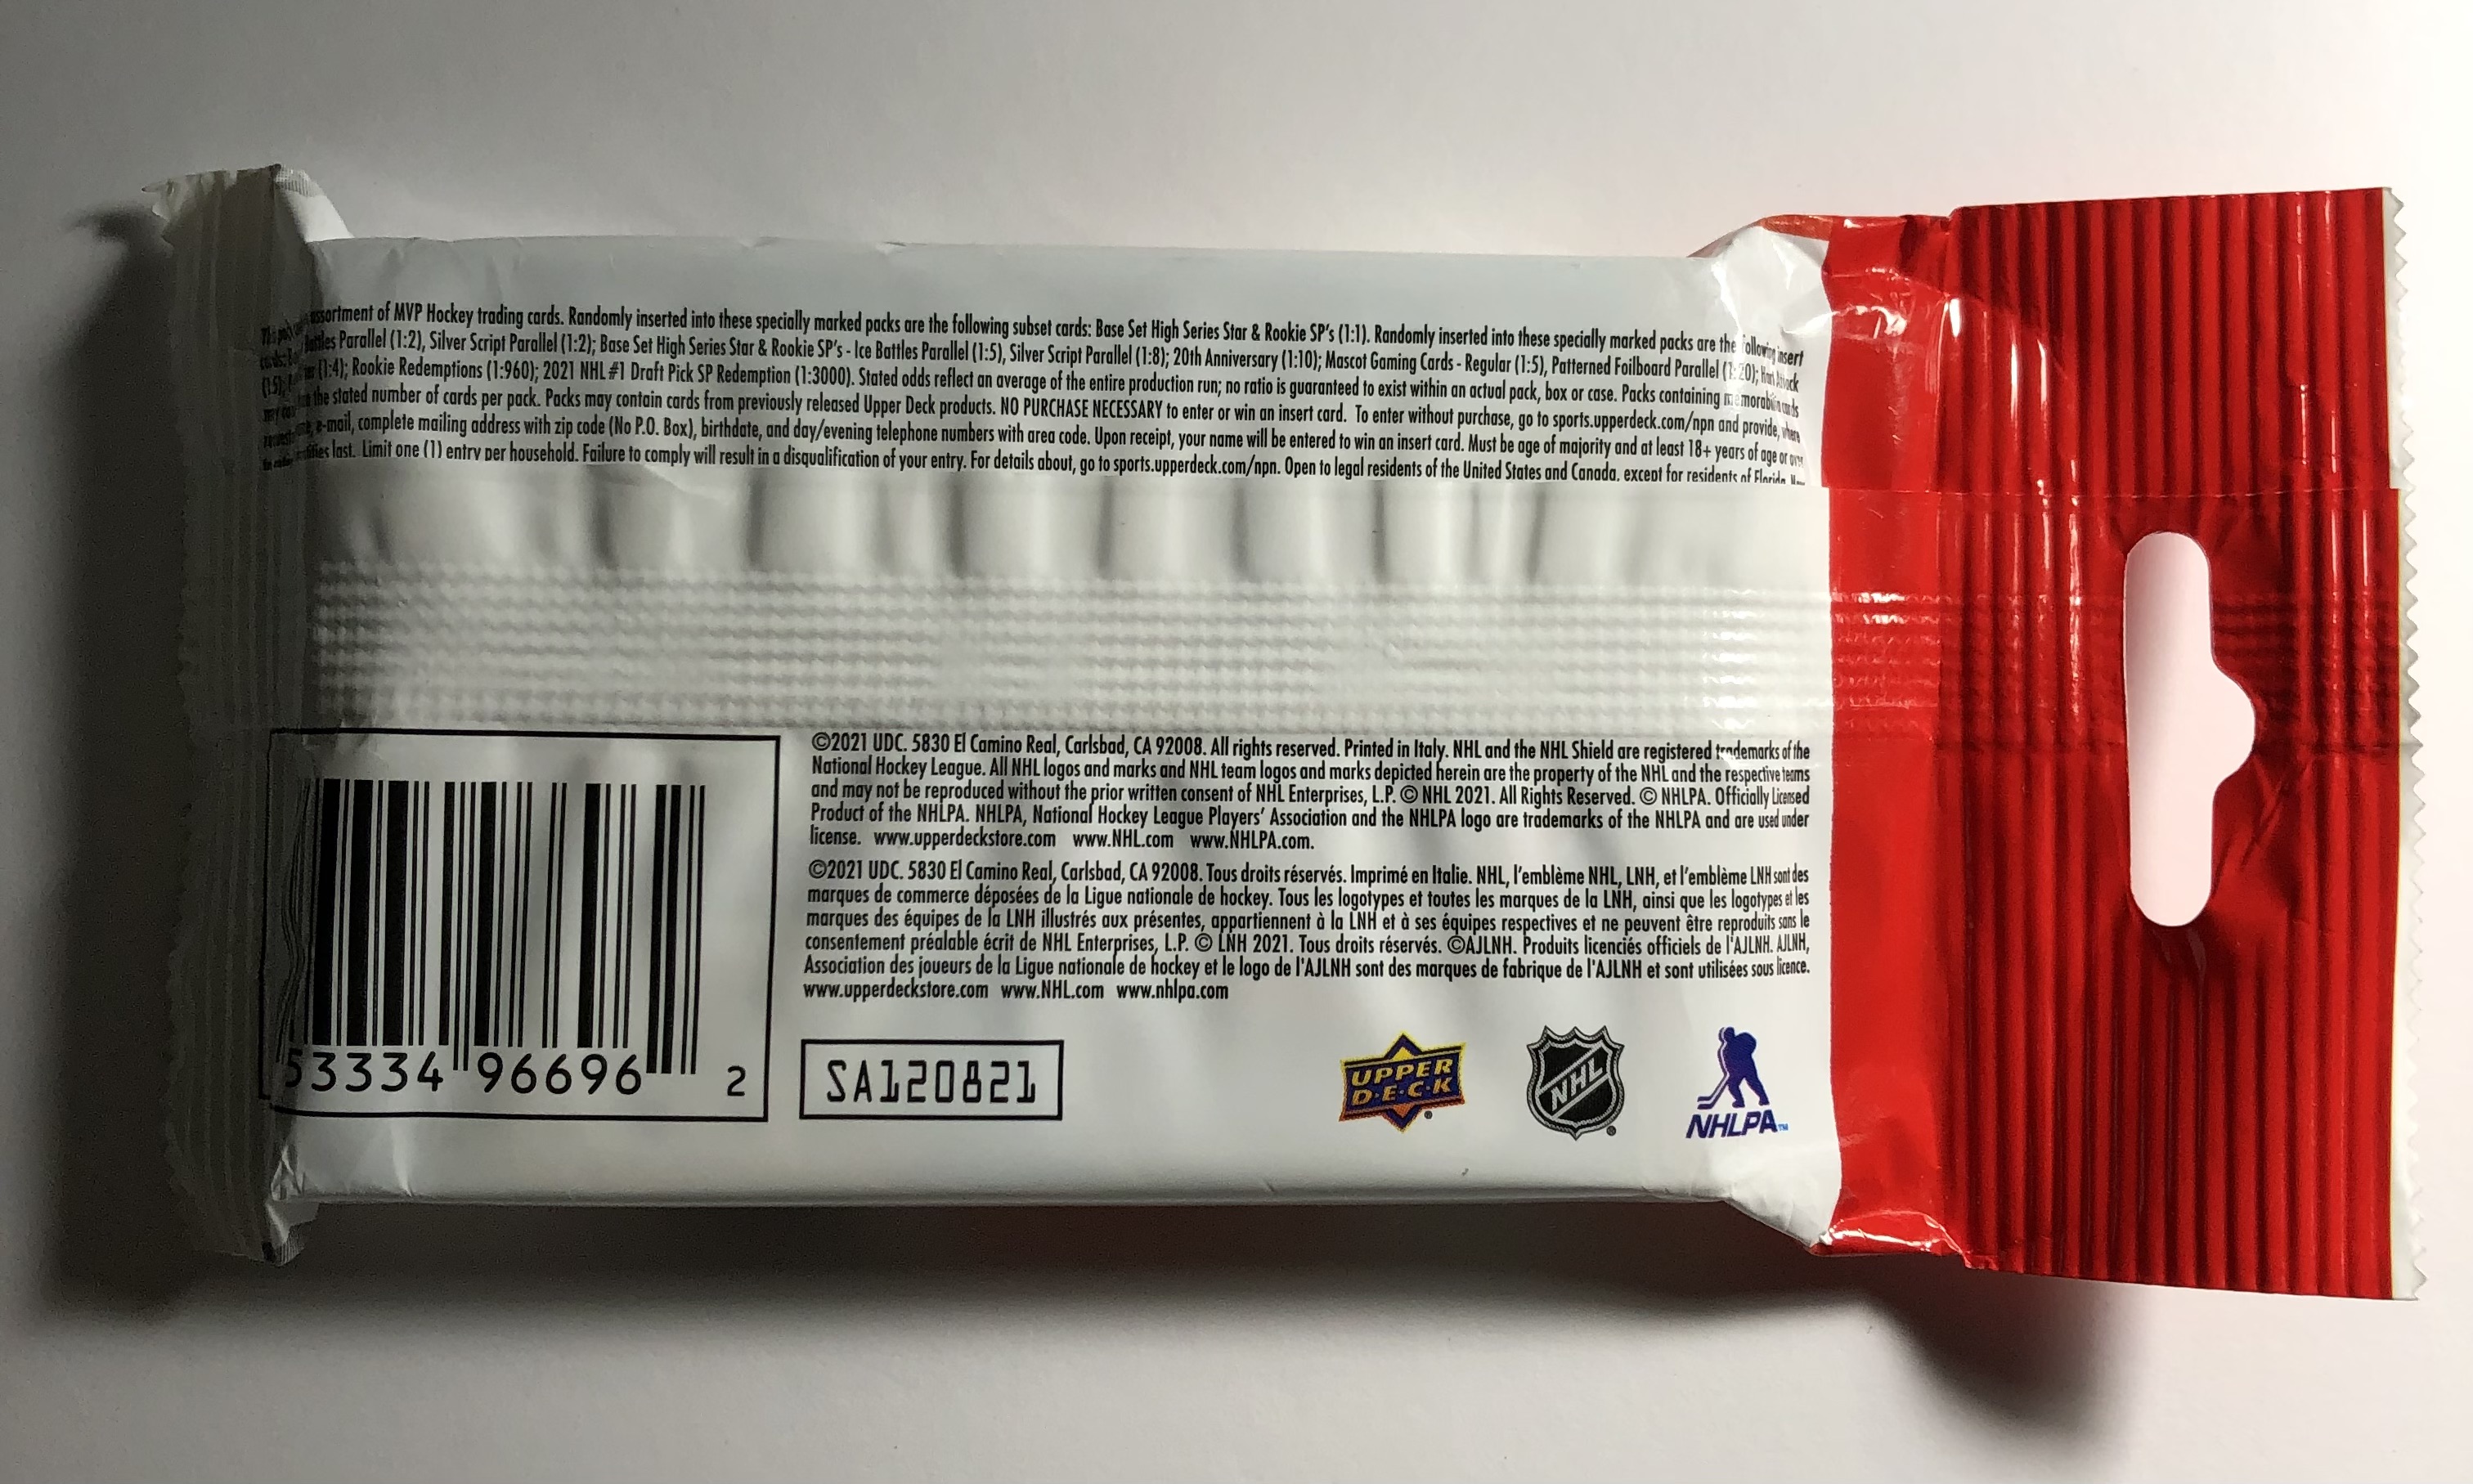 assortment of MVP Hockey trading cards. Randomly inserted into these specially marked packs are the following subset cards: Base Set High Series Star & Rookie SP's (1:1). Randomly inserted into these specially marked packs are the following insert
Battles Parallel (1:2), Silver Script Parallel (1:2); Base Set High Series Star & Rookie SP's - Ice Battles Parallel (1:5), Silver Script Parallel (1:8); 20th Anniversary (1:10); Mascot Gaming Cards - Regular (1:5), Patterned Foilboard Parallel (1:20);
(1:4); Rookie Redemptions (1:960); 2021 NHL #1 Draft Pick SP Redemption (1:3000). Stated odds reflect an average of the entire production run; no ratio is guaranteed to exist within an actual pack, box or case. Packs containing memorabilia cards
the stated number of cards per pack. Packs may contain cards from previously released Upper Deck products. NO PURCHASE NECESSARY to enter or win an insert card. To enter without purchase, go to sports.upperdeck.com/npn and provide, where
e-mail, complete mailing address with zip code (No P.O. Box), birthdate, and day/evening telephone numbers with area code. Upon receipt, your name will be entered to win an insert card. Must be age of majority and at least 18+ years of age or over
last. Limit one (1) entry per household. Failure to comply will result in a disqualification of your entry. For details about, go to sports.upperdeck.com/npn. Open to legal residents of the United States and Canada, except for residents of Florida,
©2021 UDC. 5830 El Camino Real, Carlsbad, CA 92008. All rights reserved. Printed in Italy. NHL and the NHL Shield are registered trademarks of the
National Hockey League. All NHL logos and marks and NHL team logos and marks depicted herein are the property of the NHL and the respective teams
and may not be reproduced without the prior written consent of NHL Enterprises, L.P. © NHL 2021. All Rights Reserved. © NHLPA. Officially Licensed
Product of the NHLPA. NHLPA, National Hockey League Players' Association and the NHLPA logo are trademarks of the NHLPA and are used under
license. www.upperdeckstore.com www.NHL.com www.NHLPA.com.
©2021 UDC. 5830 El Camino Real, Carlsbad, CA 92008. Tous droits réservés. Imprimé en Italie. NHL, l'emblème NHL, LNH, et l'emblème LNH sont des
marques de commerce déposées de la Ligue nationale de hockey. Tous les logotypes et toutes les marques de la LNH, ainsi que les logotypes et les
marques des équipes de la LNH illustrés aux présentes, appartiennent à la LNH et à ses équipes respectives et ne peuvent être reproduits sans le
consentement préalable écrit de NHL Enterprises, L.P. © LNH 2021. Tous droits réservés. ©AJLNH. Produits licenciés officiels de l'AJLNH. AJLNH,
Association des joueurs de la Ligue nationale de hockey et le logo de l'AJLNH sont des marques de fabrique de l'AJLNH et sont utilisées sous licence.
www.upperdeckstore.com www.NHL.com www.nhlpa.com
53334 96696 2
SA120821
UPPER
D·E·C·K
NHL
NHLPA™